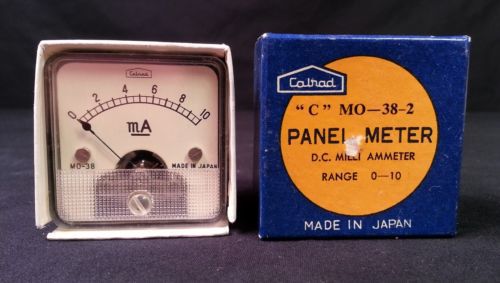 Calrad
0 2 4 6 8 10
mA
MO-38 MADE IN JAPAN
Calrad
"C" MO—38-2
PANEL METER
D.C. MILLI AMMETER
RANGE 0—10
MADE IN JAPAN